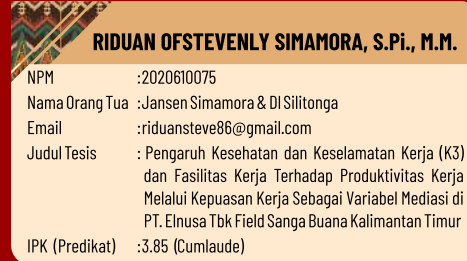 RIDUAN OFSTEVENLY SIMAMORA, S.Pi., M.M.
NPM :2020610075
Nama Orang Tua :Jansen Simamora & DI Silitonga
Email :riduansteve86@gmail.com
Judul Tesis : Pengaruh Kesehatan dan Keselamatan Kerja (K3)
dan Fasilitas Kerja Terhadap Produktivitas Kerja
Melalui Kepuasan Kerja Sebagai Variabel Mediasi di
PT. Elnusa Tbk Field Sanga Buana Kalimantan Timur
IPK (Predikat) :3.85 (Cumlaude)